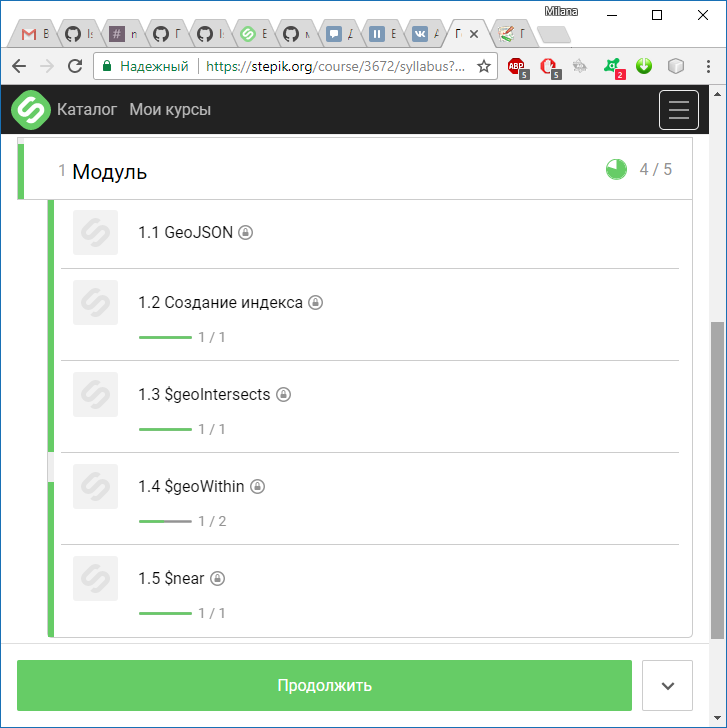 Milana
В Is n П Is Е м Д В А П Г
Надежный https://stepik.org/course/3672/syllabus?...
ABP 5 5 2
Каталог Мои курсы
1 Модуль 4 / 5
1.1 GeoJSON
1.2 Создание индекса
1 / 1
1.3 $geoIntersects
1 / 1
1.4 $geoWithin
1 / 2
1.5 $near
1 / 1
Продолжить